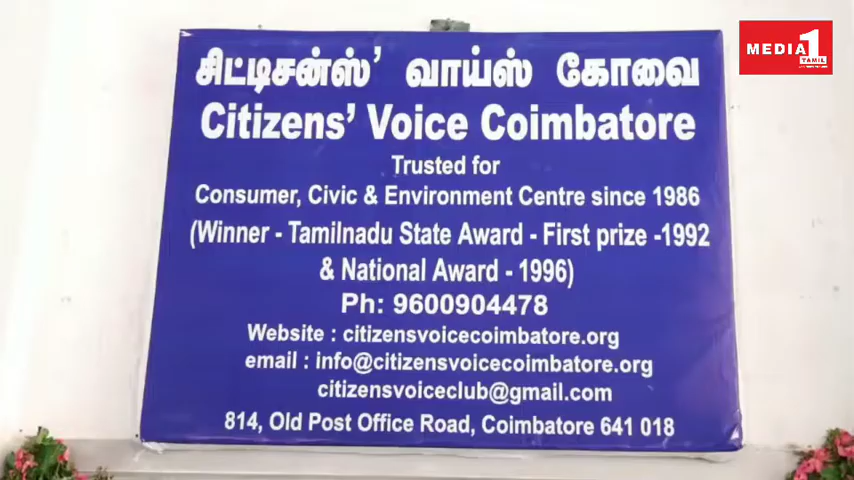 சிட்டிசன்ஸ்' வாய்ஸ் கோவை
Citizens' Voice Coimbatore
Trusted for
Consumer, Civic & Environment Centre since 1986
(Winner - Tamilnadu State Award - First prize -1992
& National Award - 1996)
Ph: 9600904478
Website : citizensvoicecoimbatore.org
email : info@citizensvoicecoimbatore.org
citizensvoiceclub@gmail.com
814, Old Post Office Road, Coimbatore 641 018
MEDIA 1
TAMIL